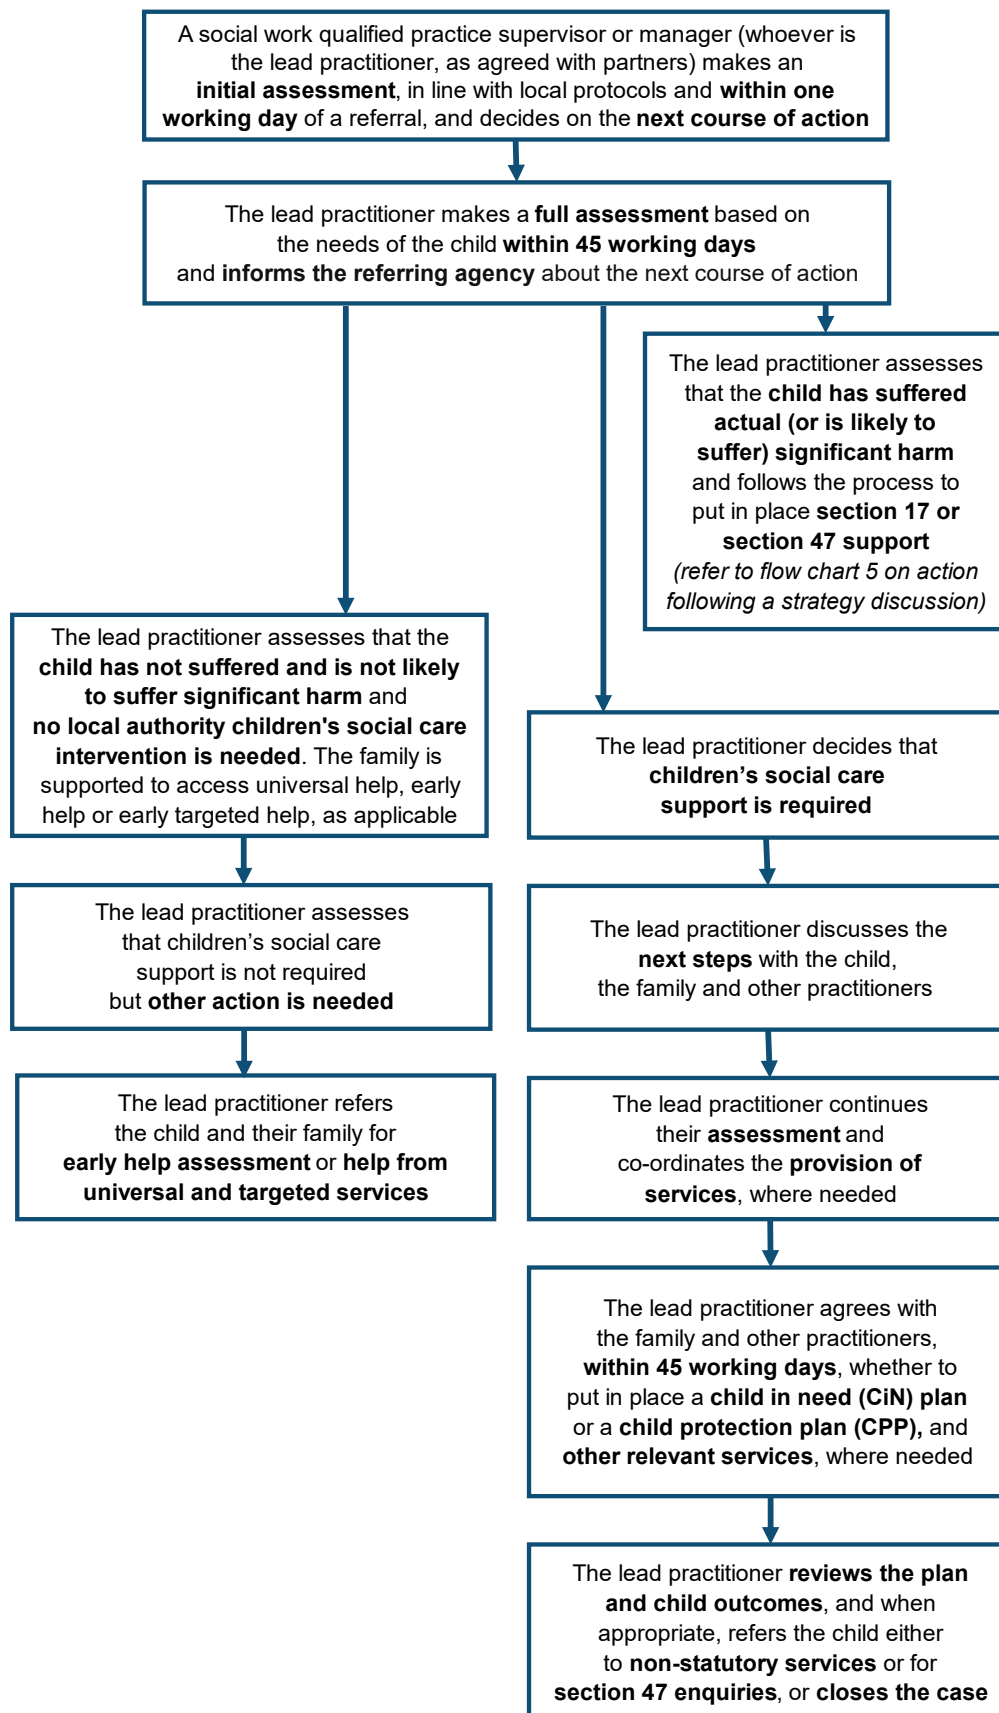 A social work qualified practice supervisor or manager (whoever is
the lead practitioner, as agreed with partners) makes an
initial assessment, in line with local protocols and within one
working day of a referral, and decides on the next course of action
The lead practitioner makes a full assessment based on
the needs of the child within 45 working days
and informs the referring agency about the next course of action
The lead practitioner assesses
that the child has suffered
actual (or is likely to
suffer) significant harm
and follows the process to
put in place section 17 or
section 47 support
(refer to flow chart 5 on action
following a strategy discussion)
The lead practitioner assesses that the
child has not suffered and is not likely
to suffer significant harm and
no local authority children's social care
intervention is needed. The family is
supported to access universal help, early
help or early targeted help, as applicable
The lead practitioner assesses
that children’s social care
support is not required
but other action is needed
The lead practitioner refers
the child and their family for
early help assessment or help from
universal and targeted services
The lead practitioner decides that
children’s social care
support is required
The lead practitioner discusses the
next steps with the child,
the family and other practitioners
The lead practitioner continues
their assessment and
co-ordinates the provision of
services, where needed
The lead practitioner agrees with
the family and other practitioners,
within 45 working days, whether to
put in place a child in need (CiN) plan
or a child protection plan (CPP), and
other relevant services, where needed
The lead practitioner reviews the plan
and child outcomes, and when
appropriate, refers the child either
to non-statutory services or for
section 47 enquiries, or closes the case